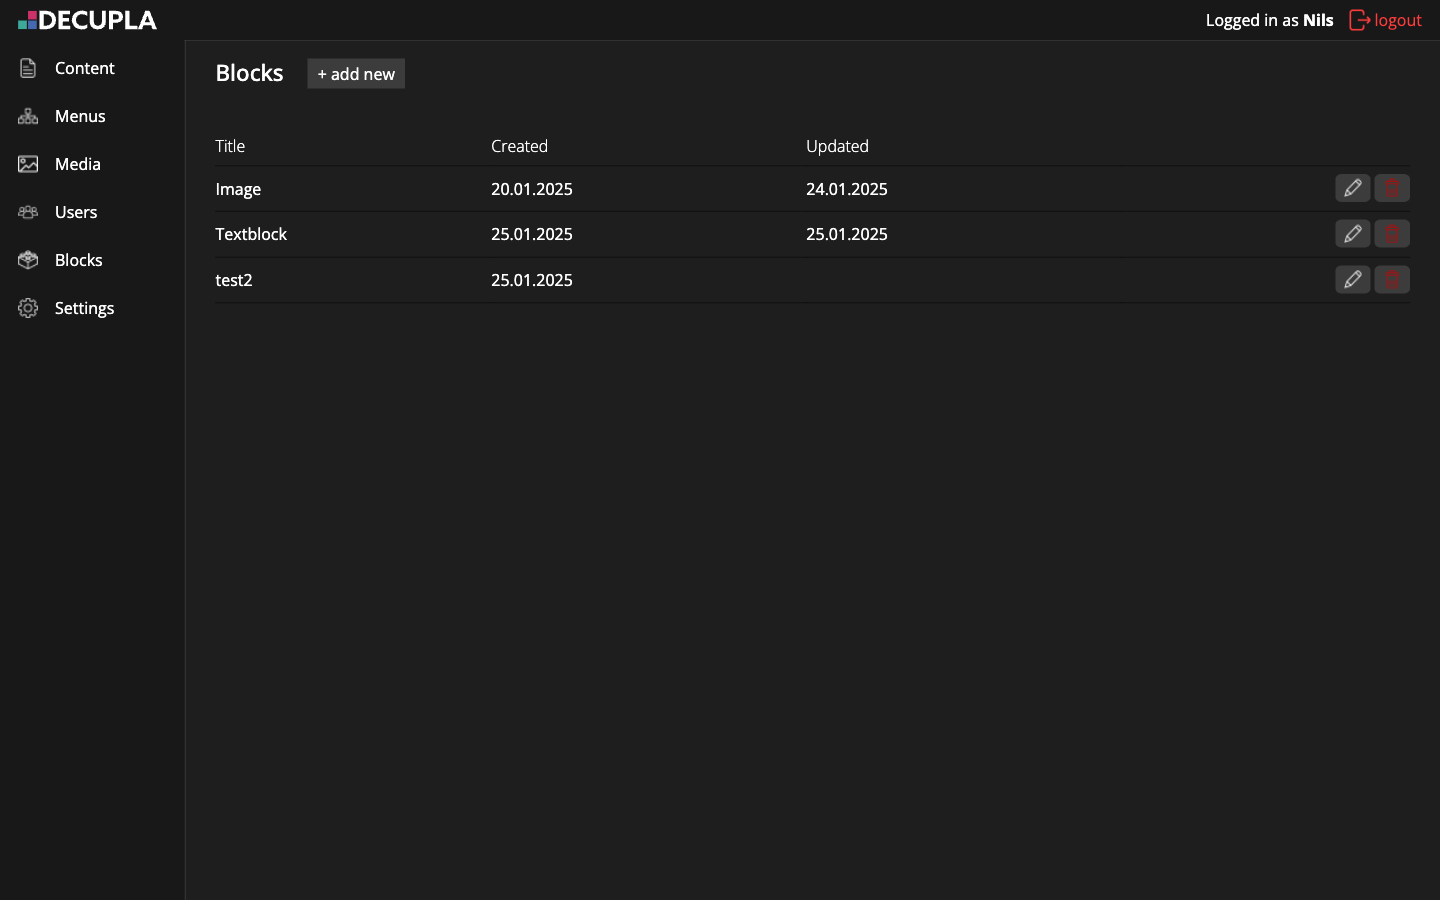 DECUPLA
Logged in as Nils logout
Content
Menus
Media
Users
Blocks
Settings
Blocks + add new
Title Created Updated
Image 20.01.2025 24.01.2025
Textblock 25.01.2025 25.01.2025
test2 25.01.2025